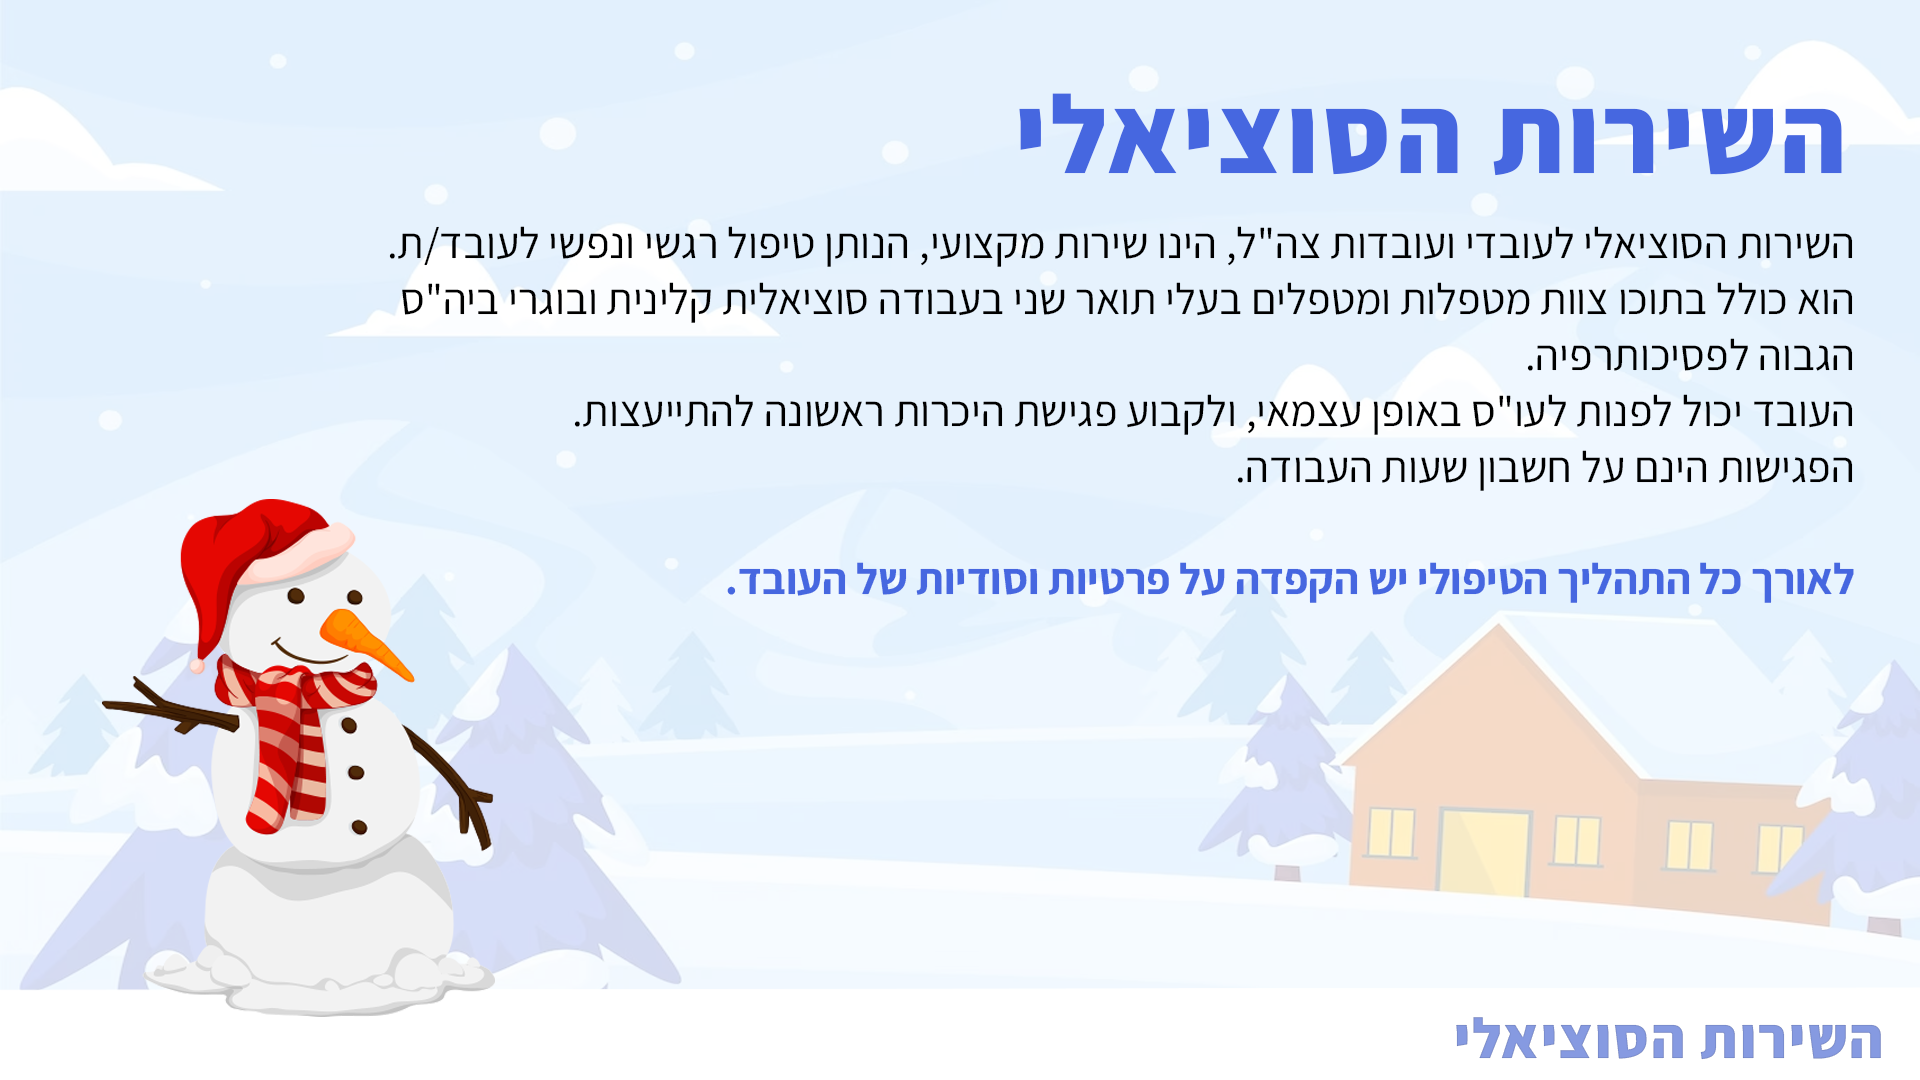 השירות הסוציאלי
השירות הסוציאלי לעובדי ועובדות צה"ל, הינו שירות מקצועי, הנותן טיפול רגשי ונפשי לעובד/ת.
הוא כולל בתוכו צוות מטפלות ומטפלים בעלי תואר שני בעבודה סוציאלית קלינית ובוגרי ביה"ס
הגבוה לפסיכותרפיה.
העובד יכול לפנות לעו"ס באופן עצמאי, ולקבוע פגישת היכרות ראשונה להתייעצות.
הפגישות הינם על חשבון שעות העבודה.
לאורך כל התהליך הטיפולי יש הקפדה על פרטיות וסודיות של העובד.
השירות הסוציאלי